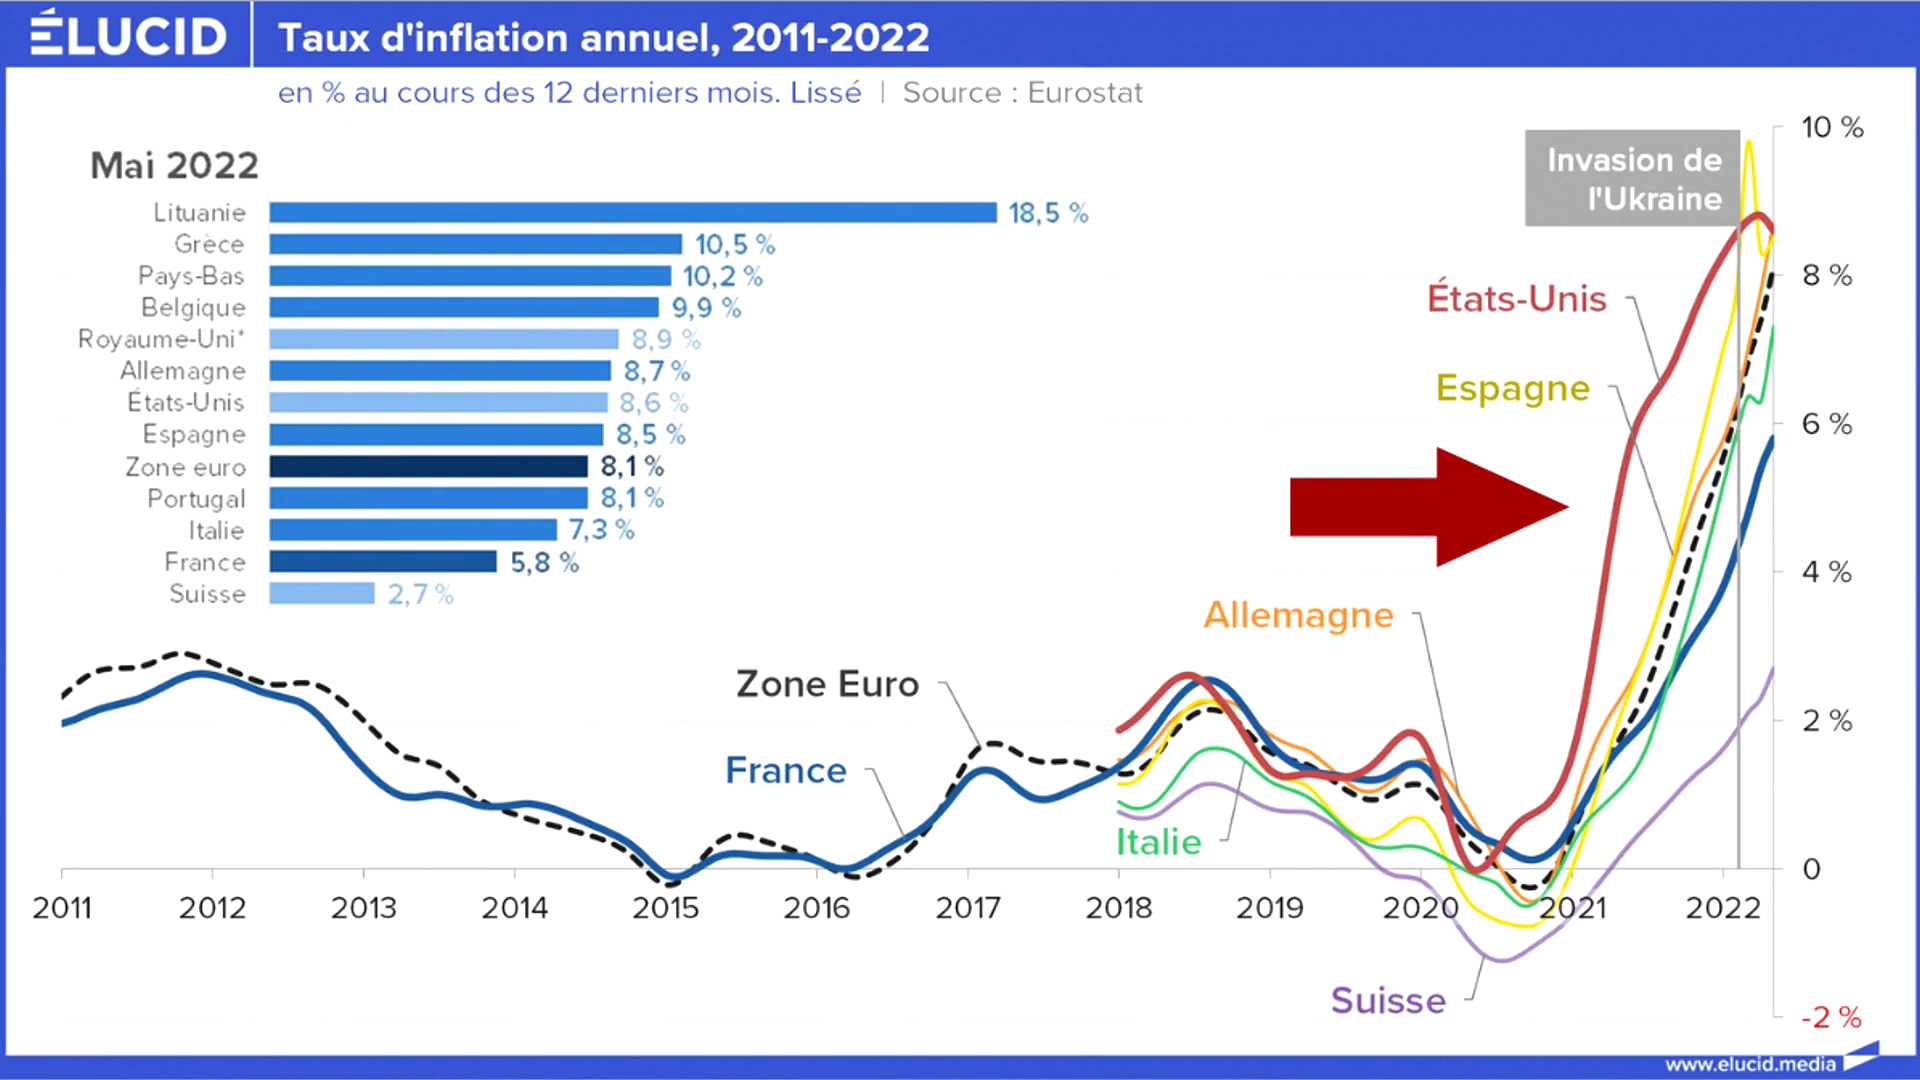 ÉLUCID
Taux d'inflation annuel, 2011-2022
en % au cours des 12 derniers mois. Lissé | Source : Eurostat
Mai 2022
Lituanie 18,5 %
Grèce 10,5 %
Pays-Bas 10,2 %
Belgique 9,9 %
Royaume-Uni* 8,9 %
Allemagne 8,7 %
États-Unis 8,6 %
Espagne 8,5 %
Zone euro 8,1 %
Portugal 8,1 %
Italie 7,3 %
France 5,8 %
Suisse 2,7 %
Invasion de
l'Ukraine
États-Unis
Espagne
Allemagne
Zone Euro
France
Italie
Suisse
10 %
8 %
6 %
4 %
2 %
0
-2 %
2011 2012 2013 2014 2015 2016 2017 2018 2019 2020 2021 2022
www.elucid.media